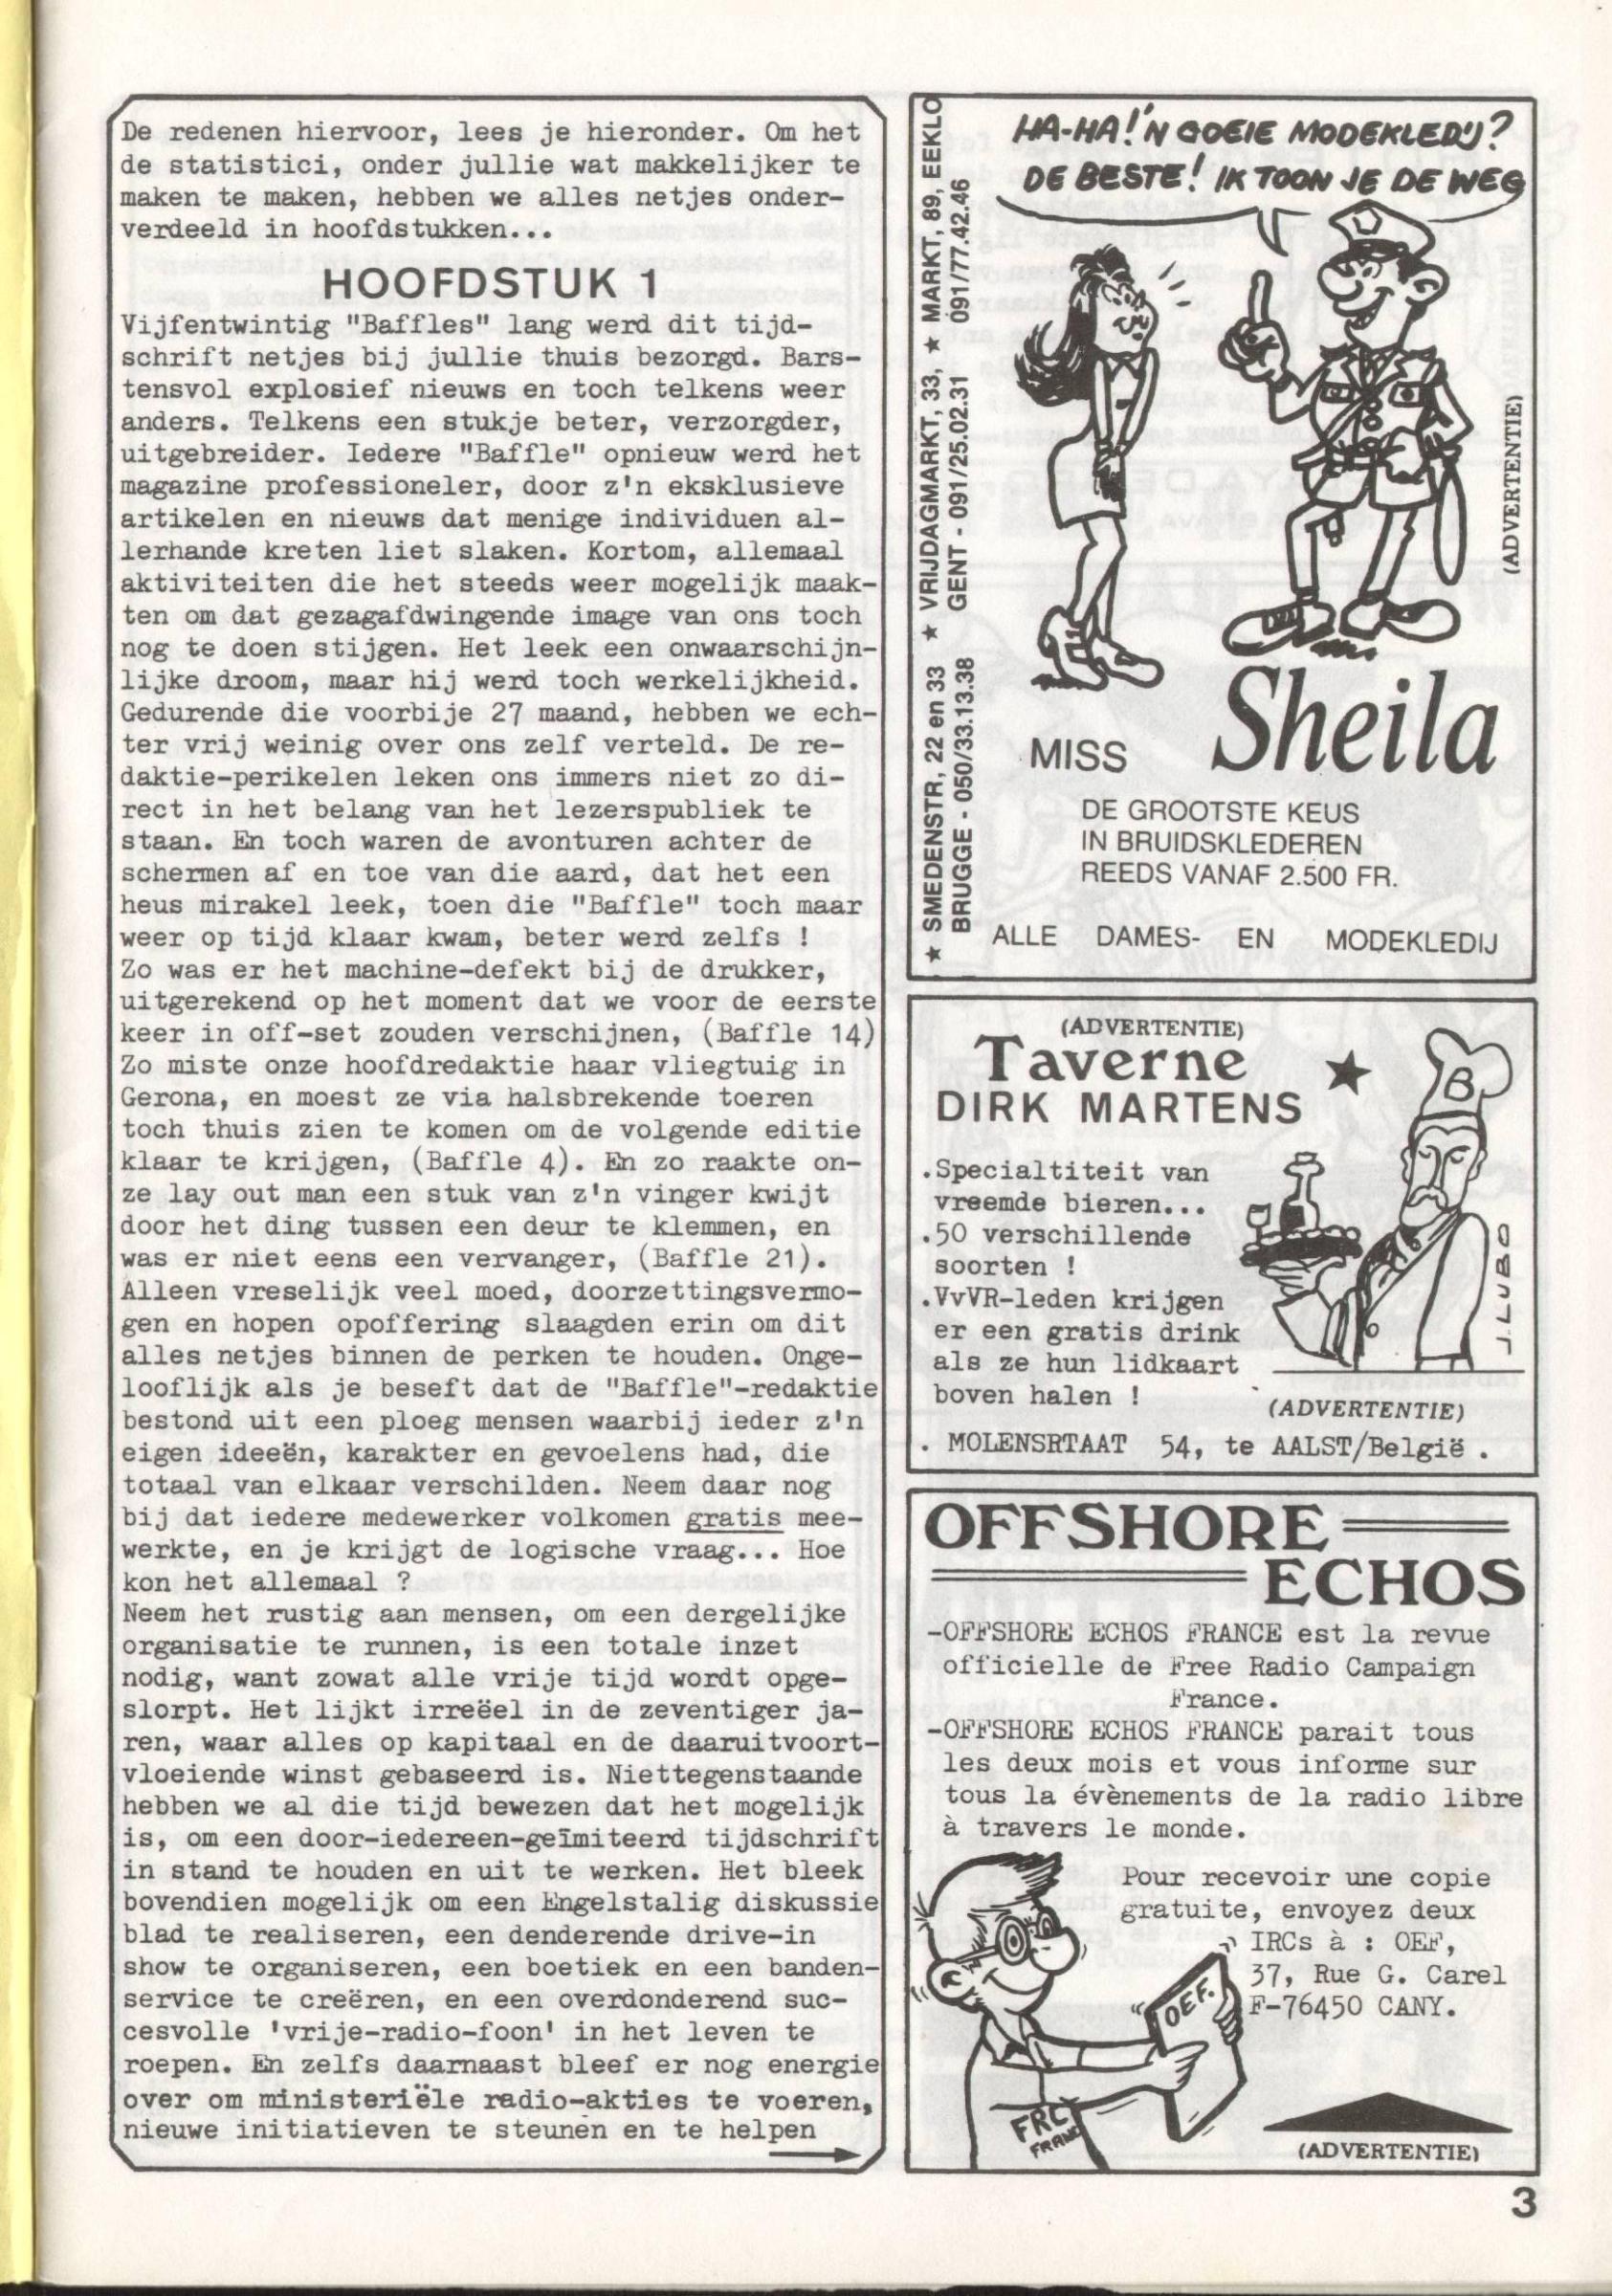 De redenen hiervoor, lees je hieronder. Om het
de statistici, onder jullie wat makkelijker te
maken te maken, hebben we alles netjes onder-
verdeeld in hoofdstukken...
HOOFDSTUK 1
Vijfentwintig "Baffles" lang werd dit tijd-
schrift netjes bij jullie thuis bezorgd. Bars-
tensvol explosief nieuws en toch telkens weer
anders. Telkens een stukje beter, verzorgder,
uitgebreider. Iedere "Baffle" opnieuw werd het
magazine professioneler, door z'n eksklusieve
artikelen en nieuws dat menige individuen al-
lerhande kreten liet slaken. Kortom, allemaal
aktiviteiten die het steeds weer mogelijk maak-
ten om dat gezagafdwingende image van ons toch
nog te doen stijgen. Het leek een onwaarschijn-
lijke droom, maar hij werd toch werkelijkheid.
Gedurende die voorbije 27 maand, hebben we ech-
ter vrij weinig over ons zelf verteld. De re-
daktie-perikelen leken ons immers niet zo di-
rect in het belang van het lezerspubliek te
staan. En toch waren de avonturen achter de
schermen af en toe van die aard, dat het een
heus mirakel leek, toen die "Baffle" toch maar
weer op tijd klaar kwam, beter werd zelfs !
Zo was er het machine-defekt bij de drukker,
uitgerekend op het moment dat we voor de eerste
keer in off-set zouden verschijnen, (Baffle 14)
Zo miste onze hoofdredaktie haar vliegtuig in
Gerona, en moest ze via halsbrekende toeren
toch thuis zien te komen om de volgende editie
klaar te krijgen, (Baffle 4). En zo raakte on-
ze lay out man een stuk van z'n vinger kwijt
door het ding tussen een deur te klemmen, en
was er niet eens een vervanger, (Baffle 21).
Alleen vreselijk veel moed, doorzettingsvermo-
gen en hopen opoffering slaagden erin om dit
alles netjes binnen de perken te houden. Onge-
looflijk als je beseft dat de "Baffle"-redaktie
bestond uit een ploeg mensen waarbij ieder z'n
eigen ideeën, karakter en gevoelens had, die
totaal van elkaar verschilden. Neem daar nog
bij dat iedere medewerker volkomen gratis mee-
werkte, en je krijgt de logische vraag... Hoe
kon het allemaal ?
Neem het rustig aan mensen, om een dergelijke
organisatie te runnen, is een totale inzet
nodig, want zowat alle vrije tijd wordt opge-
slorpt. Het lijkt irreëel in de zeventiger ja-
ren, waar alles op kapitaal en de daaruitvoort-
vloeiende winst gebaseerd is. Niettegenstaande
hebben we al die tijd bewezen dat het mogelijk
is, om een door-iedereen-geïmiteerd tijdschrift
in stand te houden en uit te werken. Het bleek
bovendien mogelijk om een Engelstalig diskussie
blad te realiseren, een denderende drive-in
show te organiseren, een boetiek en een banden-
service te creëren, en een overdonderend suc-
cesvolle 'vrije-radio-foon' in het leven te
roepen. En zelfs daarnaast bleef er nog energie
over om ministeriële radio-akties te voeren,
nieuwe initiatieven te steunen en te helpen
HA-HA! 'N GOEIE MODEKLEDIJ?
DE BESTE! IK TOON JE DE WEG
★ SMEDENSTR, 22 en 33 ★ VRIJDAGMARKT, 33, ★ MARKT, 89, EEKLO
BRUGGE - 050/33.13.38 GENT - 091/25.02.31 091/77.42.46
(ADVERTENTIE)
MISS Sheila
DE GROOTSTE KEUS
IN BRUIDSKLEDEREN
REEDS VANAF 2.500 FR.
ALLE DAMES- EN MODEKLEDIJ
(ADVERTENTIE)
Taverne
DIRK MARTENS
B
.Specialtiteit van
vreemde bieren...
.50 verschillende
soorten !
.VvVR-leden krijgen
er een gratis drink
als ze hun lidkaart
boven halen !
J. LUBO
(ADVERTENTIE)
. MOLENSRTAAT 54, te AALST/België .
OFFSHORE
ECHOS
-OFFSHORE ECHOS FRANCE est la revue
officielle de Free Radio Campaign
France.
-OFFSHORE ECHOS FRANCE parait tous
les deux mois et vous informe sur
tous la évènements de la radio libre
à travers le monde.
Pour recevoir une copie
gratuite, envoyez deux
IRCs à : OEF,
37, Rue G. Carel
F-76450 CANY.
OEF.
FRC
FRANC
(ADVERTENTIE)
3